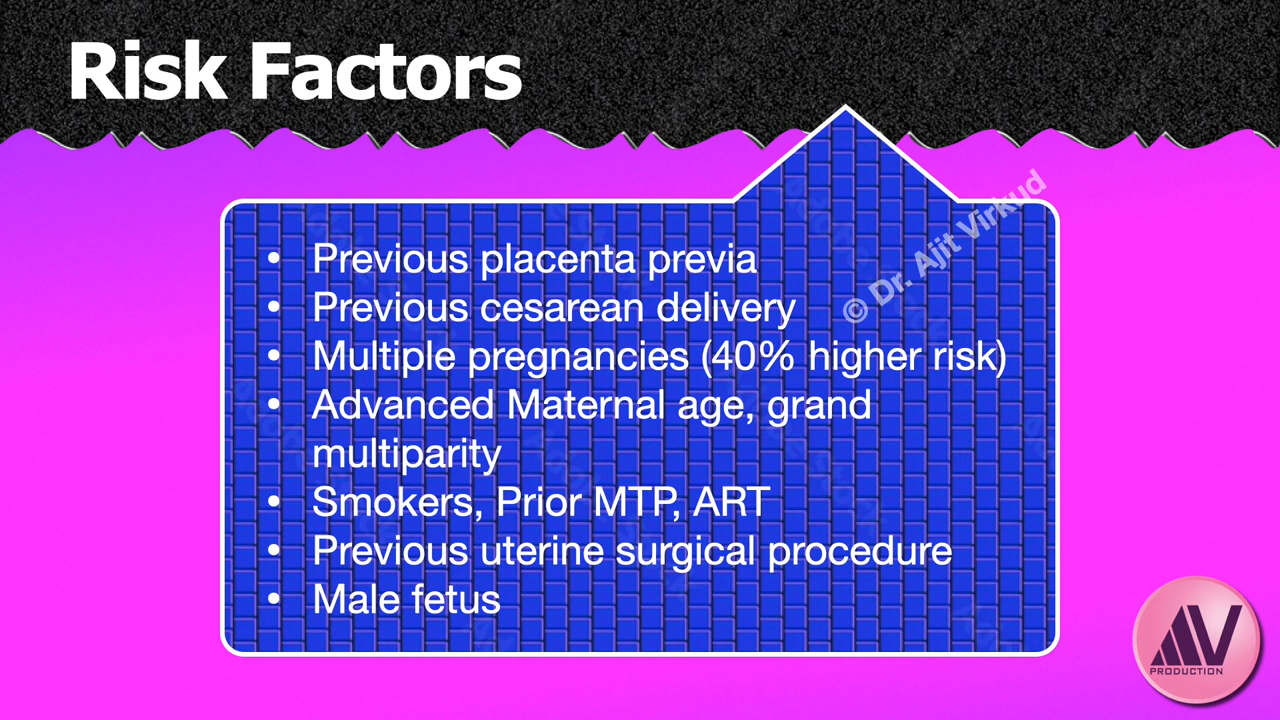 Risk Factors
• Previous placenta previa
• Previous cesarean delivery
• Multiple pregnancies (40% higher risk)
• Advanced Maternal age, grand
multiparity
• Smokers, Prior MTP, ART
• Previous uterine surgical procedure
• Male fetus
© Dr. Ajit Virkud
AV
PRODUCTION